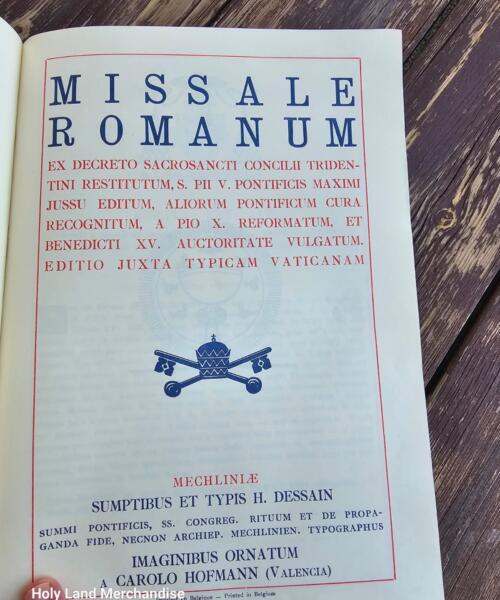 MISSALE
ROMANUM
EX DECRETO SACROSANCTI CONCILII TRIDEN-
TINI RESTITUTUM, S. PII V. PONTIFICIS MAXIMI
JUSSU EDITUM, ALIORUM PONTIFICUM CURA
RECOGNITUM, A PIO X. REFORMATUM, ET
BENEDICTI XV. AUCTORITATE VULGATUM.
EDITIO JUXTA TYPICAM VATICANAM
MECHLINIÆ
SUMPTIBUS ET TYPIS H. DESSAIN
SUMMI PONTIFICIS, SS. CONGREG. RITUUM ET DE PROPA-
GANDA FIDE, NECNON ARCHIEP. MECHLINIEN. TYPOGRAPHUS
IMAGINIBUS ORNATUM
A CAROLO HOFMANN (VALENCIA)
Belgique — Printed in Belgium
Holy Land Merchandise